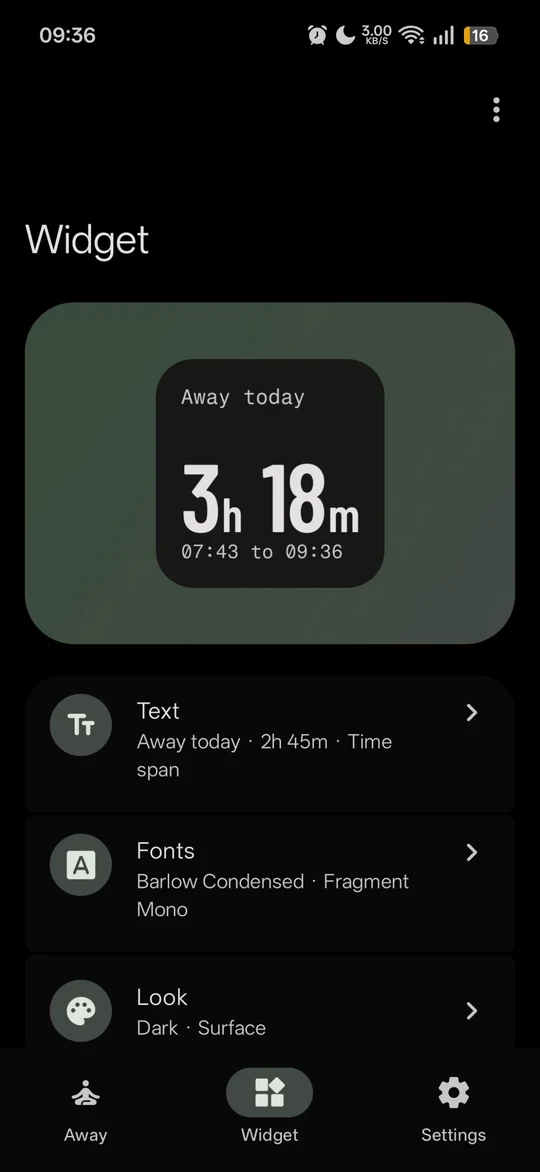 09:36
3.00
KB/S
16
Widget
Away today
3h 18m
07:43 to 09:36
Text
Away today · 2h 45m · Time
span
Fonts
Barlow Condensed · Fragment
Mono
Look
Dark · Surface
Away
Widget
Settings